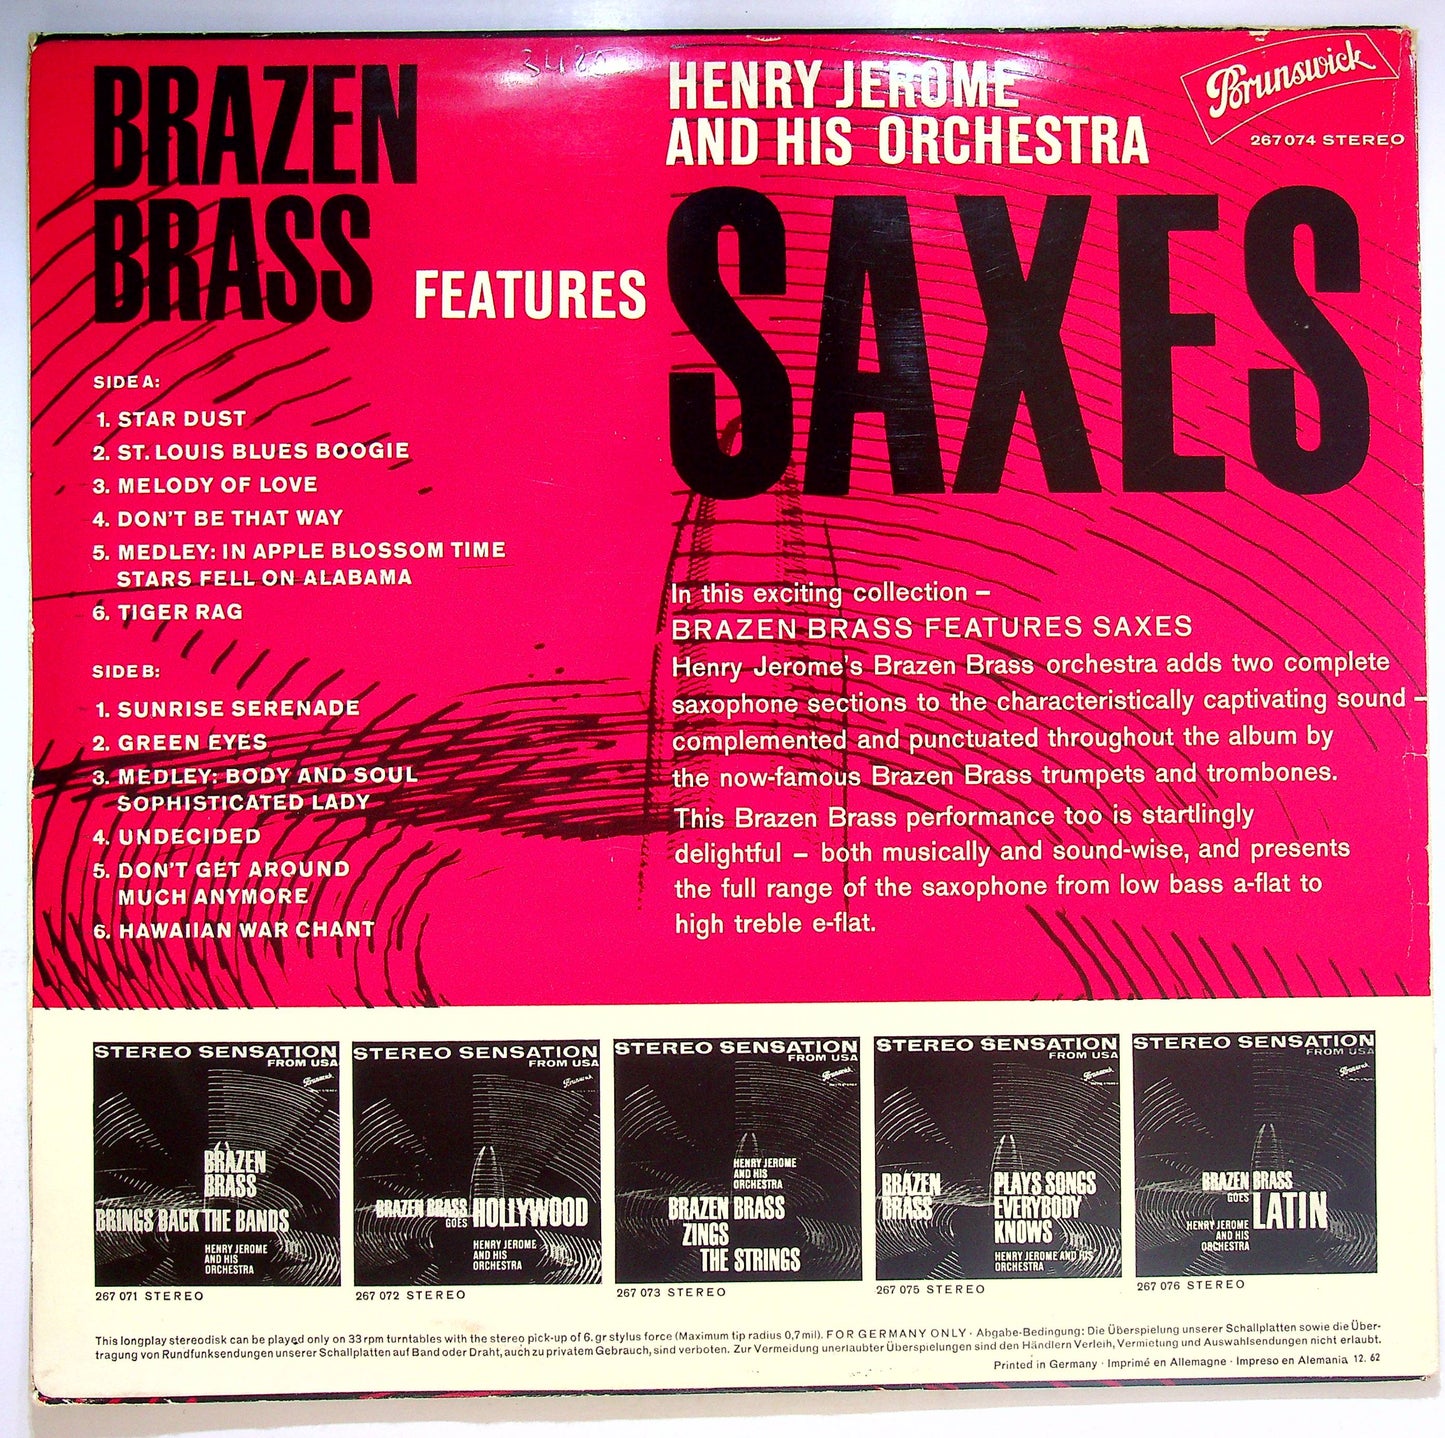 3480
BRAZEN
BRASS
FEATURES
HENRY JEROME
AND HIS ORCHESTRA
SAXES
Brunswick
267 074 STEREO
SIDE A:
1. STAR DUST
2. ST. LOUIS BLUES BOOGIE
3. MELODY OF LOVE
4. DON'T BE THAT WAY
5. MEDLEY: IN APPLE BLOSSOM TIME
STARS FELL ON ALABAMA
6. TIGER RAG
SIDE B:
1. SUNRISE SERENADE
2. GREEN EYES
3. MEDLEY: BODY AND SOUL
SOPHISTICATED LADY
4. UNDECIDED
5. DON'T GET AROUND
MUCH ANYMORE
6. HAWAIIAN WAR CHANT
In this exciting collection –
BRAZEN BRASS FEATURES SAXES
Henry Jerome's Brazen Brass orchestra adds two complete
saxophone sections to the characteristically captivating sound –
complemented and punctuated throughout the album by
the now-famous Brazen Brass trumpets and trombones.
This Brazen Brass performance too is startlingly
delightful – both musically and sound-wise, and presents
the full range of the saxophone from low bass a-flat to
high treble e-flat.
STEREO SENSATION
FROM USA
Brunswick
BRAZEN
BRASS
BRINGS BACK THE BANDS
HENRY JEROME
AND HIS
ORCHESTRA
267 071 STEREO
STEREO SENSATION
FROM USA
Brunswick
BRAZEN BRASS
GOES
HOLLYWOOD
HENRY JEROME
AND HIS
ORCHESTRA
267 072 STEREO
STEREO SENSATION
FROM USA
Brunswick
HENRY JEROME
AND HIS
ORCHESTRA
BRAZEN BRASS
ZINGS
THE STRINGS
267 073 STEREO
STEREO SENSATION
FROM USA
Brunswick
BRAZEN
BRASS
PLAYS SONGS
EVERYBODY
KNOWS
HENRY JEROME AND HIS
ORCHESTRA
267 075 STEREO
STEREO SENSATION
FROM USA
Brunswick
BRAZEN BRASS
GOES
LATIN
HENRY JEROME
AND HIS
ORCHESTRA
267 076 STEREO
This longplay stereodisk can be played only on 33 rpm turntables with the stereo pick-up of 6. gr stylus force (Maximum tip radius 0,7 mil). FOR GERMANY ONLY · Abgabe-Bedingung: Die Überspielung unserer Schallplatten sowie die Über-
tragung von Rundfunksendungen unserer Schallplatten auf Band oder Draht, auch zu privatem Gebrauch, sind verboten. Zur Vermeidung unerlaubter Überspielungen sind den Händlern Verleih, Vermietung und Auswahlsendungen nicht erlaubt.
Printed in Germany · Imprimé en Allemagne · Impreso en Alemania 12. 62